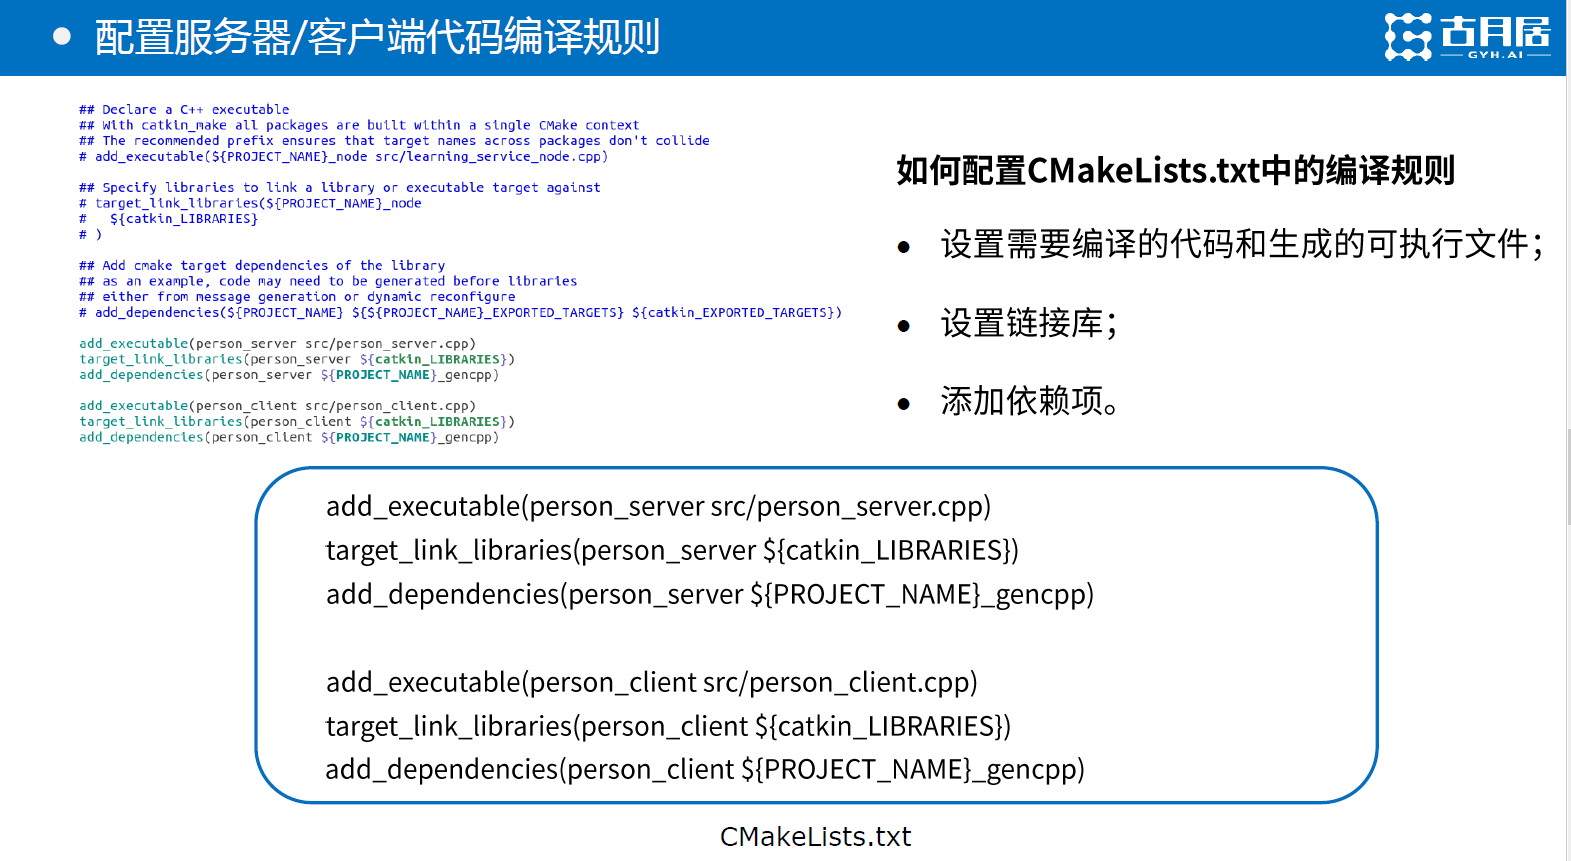 ● 配置服务器/客户端代码编译规则
古月居
GYH.AI
## Declare a C++ executable
## With catkin_make all packages are built within a single CMake context
## The recommended prefix ensures that target names across packages don't collide
# add_executable(${PROJECT_NAME}_node src/learning_service_node.cpp)
## Specify libraries to link a library or executable target against
# target_link_libraries(${PROJECT_NAME}_node
#   ${catkin_LIBRARIES}
# )
## Add cmake target dependencies of the library
## as an example, code may need to be generated before libraries
## either from message generation or dynamic reconfigure
# add_dependencies(${PROJECT_NAME} ${${PROJECT_NAME}_EXPORTED_TARGETS} ${catkin_EXPORTED_TARGETS})
add_executable(person_server src/person_server.cpp)
target_link_libraries(person_server ${catkin_LIBRARIES})
add_dependencies(person_server ${PROJECT_NAME}_gencpp)
add_executable(person_client src/person_client.cpp)
target_link_libraries(person_client ${catkin_LIBRARIES})
add_dependencies(person_client ${PROJECT_NAME}_gencpp)
如何配置CMakeLists.txt中的编译规则
● 设置需要编译的代码和生成的可执行文件；
● 设置链接库；
● 添加依赖项。
add_executable(person_server src/person_server.cpp)
target_link_libraries(person_server ${catkin_LIBRARIES})
add_dependencies(person_server ${PROJECT_NAME}_gencpp)
add_executable(person_client src/person_client.cpp)
target_link_libraries(person_client ${catkin_LIBRARIES})
add_dependencies(person_client ${PROJECT_NAME}_gencpp)
CMakeLists.txt